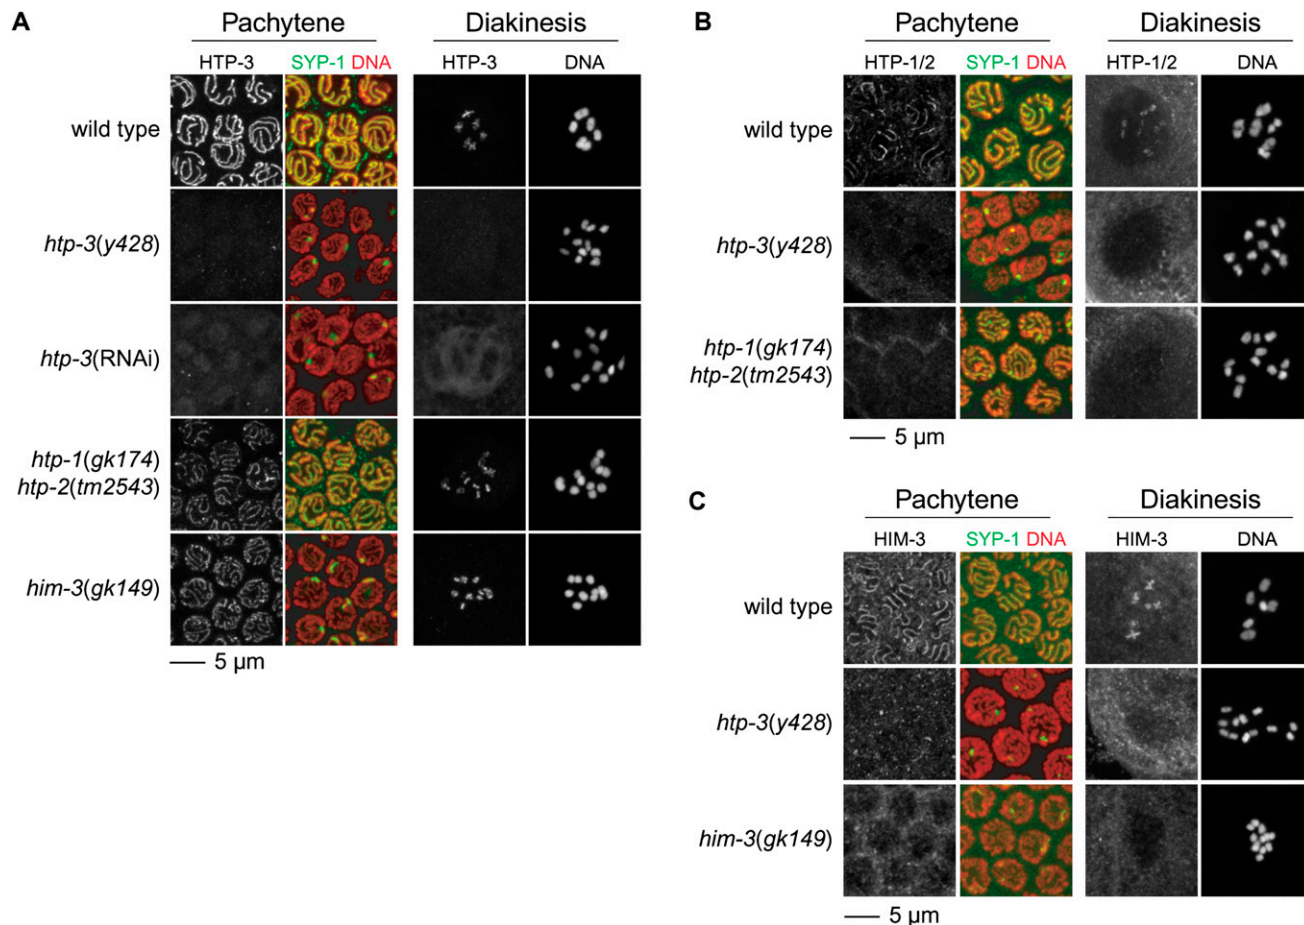 A
Pachytene
Diakinesis
HTP-3
SYP-1 DNA
HTP-3
DNA
wild type
htp-3(y428)
htp-3(RNAi)
htp-1(gk174)
htp-2(tm2543)
him-3(gk149)
5 µm
B
Pachytene
Diakinesis
HTP-1/2
SYP-1 DNA
HTP-1/2
DNA
wild type
htp-3(y428)
htp-1(gk174)
htp-2(tm2543)
5 µm
C
Pachytene
Diakinesis
HIM-3
SYP-1 DNA
HIM-3
DNA
wild type
htp-3(y428)
him-3(gk149)
5 µm